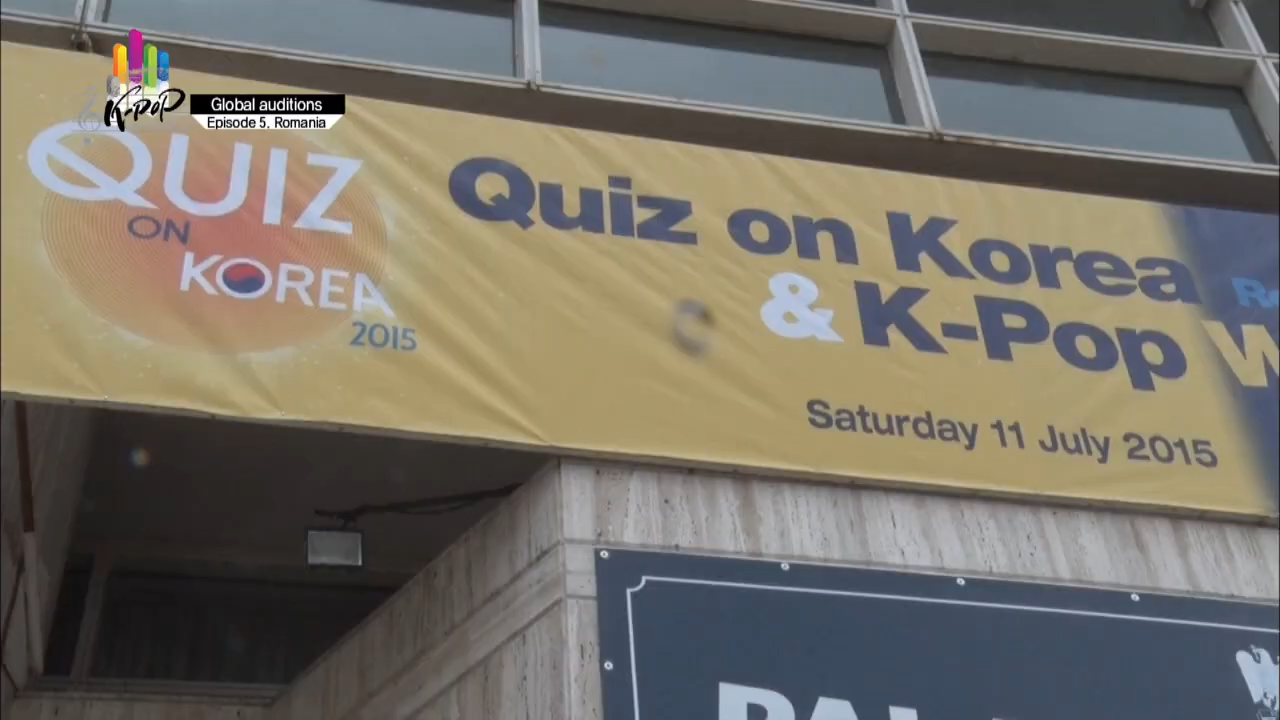 K-POP
Global auditions
Episode 5. Romania
QUIZ
ON
KOREA
2015
Quiz on Korea
& K-Pop
Saturday 11 July 2015